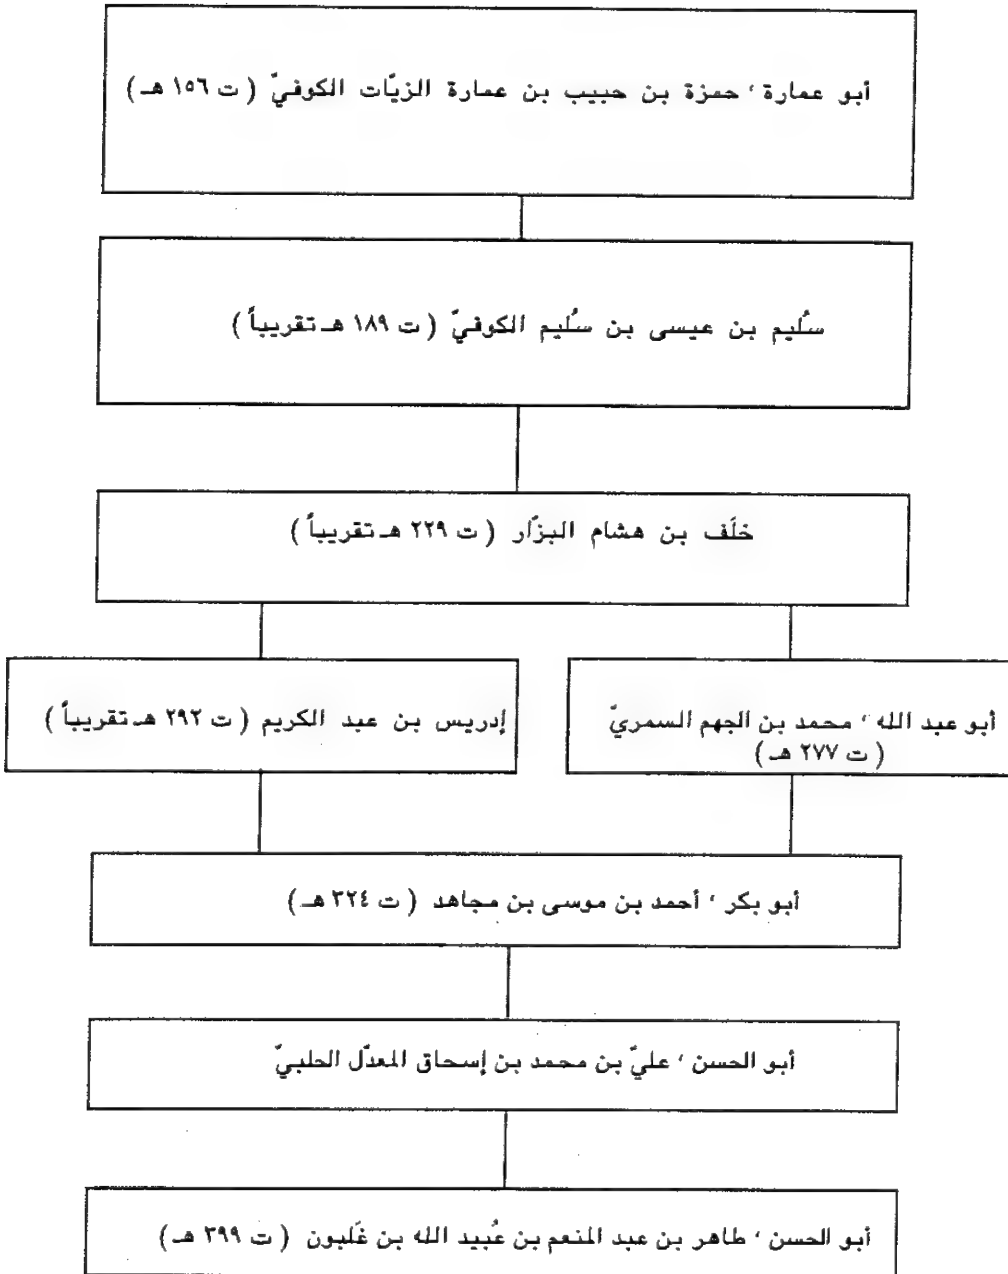 أبو عمارة ، حمزة بن حبيب بن عمارة الزيّات الكوفيّ ( ت ١٥٦ هـ )
سُليم بن عيسى بن سُليم الكوفيّ ( ت ١٨٩ هـ تقريباً )
خلَف بن هشام البزّار ( ت ٢٢٩ هـ تقريباً )
أبو عبد الله ، محمد بن الجهم السمريّ
( ت ٢٧٧ هـ )
إدريس بن عبد الكريم ( ت ٢٩٢ هـ تقريباً )
أبو بكر ، أحمد بن موسى بن مجاهد ( ت ٣٢٤ هـ )
أبو الحسن ، عليّ بن محمد بن إسحاق المعدّل الحلبيّ
أبو الحسن ، طاهر بن عبد المنعم بن عُبيد الله بن غَلبون ( ت ٣٩٩ هـ )